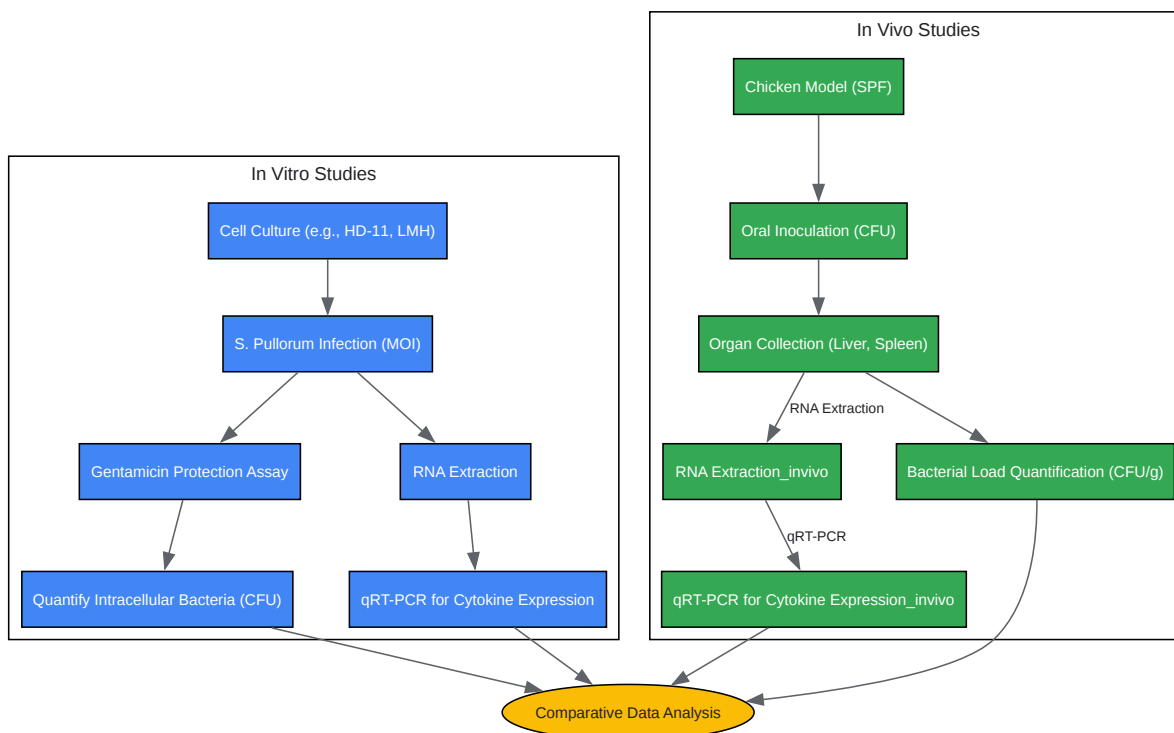 In Vitro Studies
Cell Culture (e.g., HD-11, LMH)
S. Pullorum Infection (MOI)
Gentamicin Protection Assay
RNA Extraction
Quantify Intracellular Bacteria (CFU)
qRT-PCR for Cytokine Expression
In Vivo Studies
Chicken Model (SPF)
Oral Inoculation (CFU)
Organ Collection (Liver, Spleen)
RNA Extraction
RNA Extraction_invivo
Bacterial Load Quantification (CFU/g)
qRT-PCR
qRT-PCR for Cytokine Expression_invivo
Comparative Data Analysis